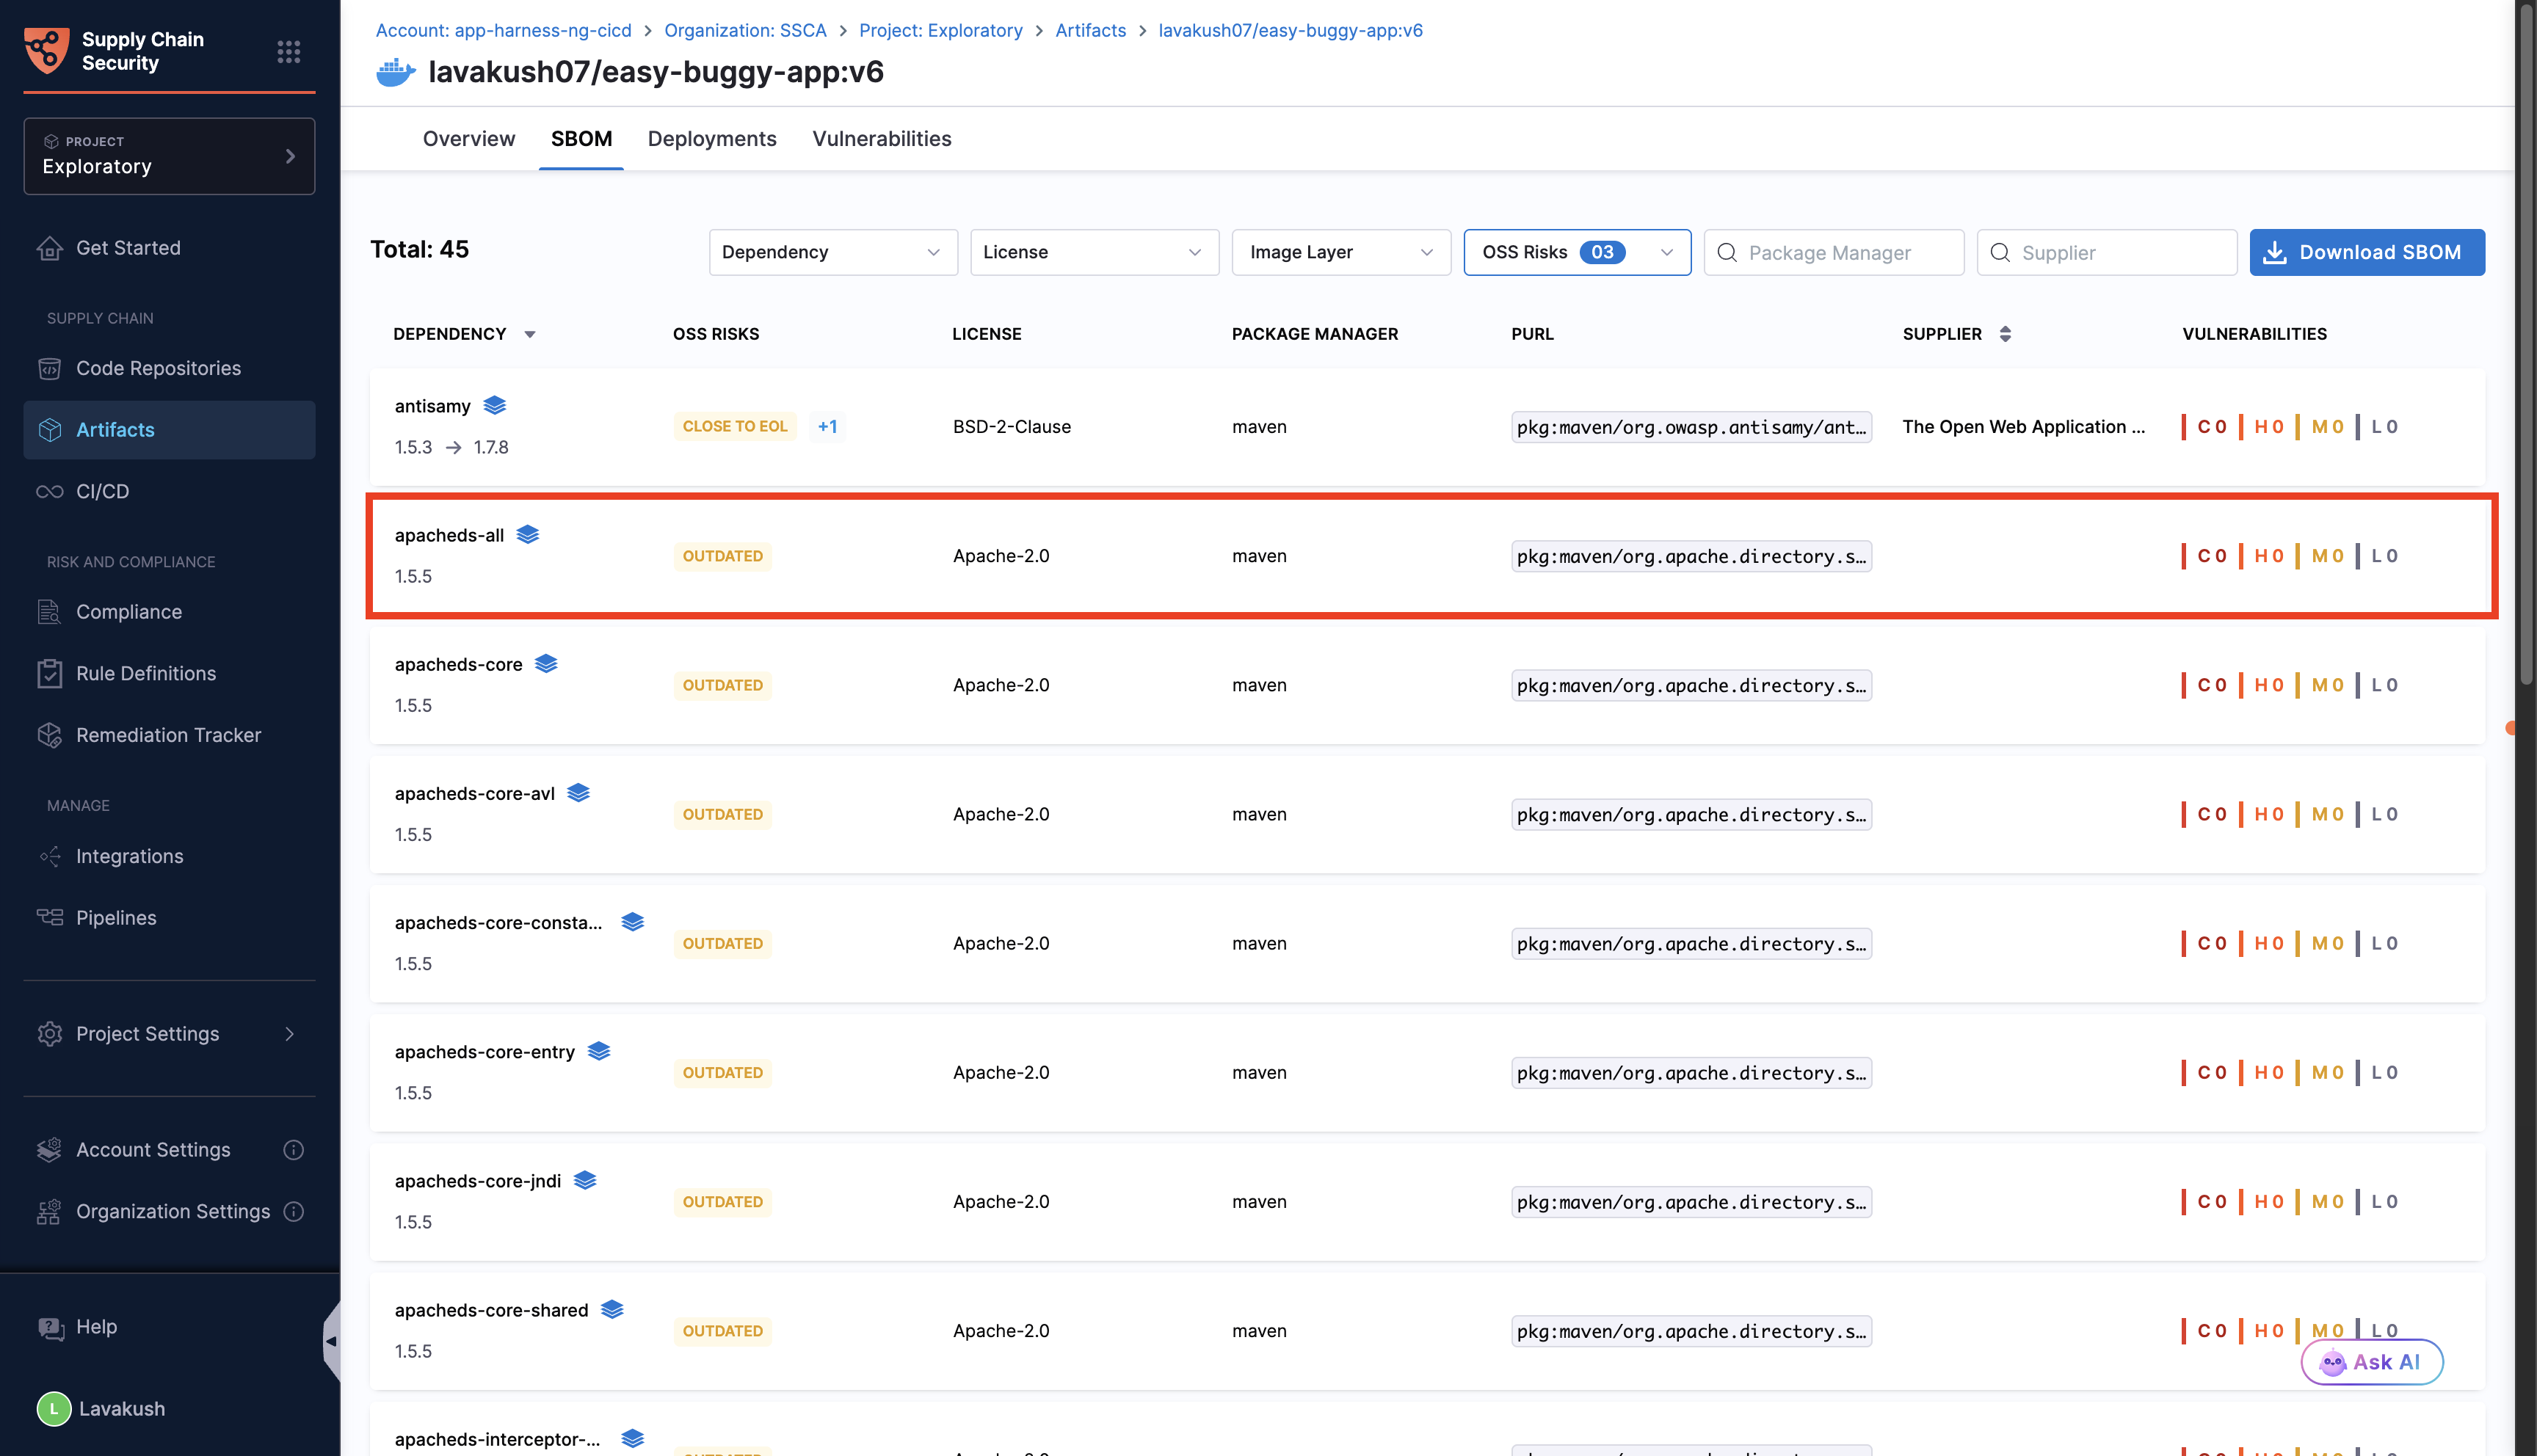 Supply Chain
Security
PROJECT
Exploratory
Get Started
SUPPLY CHAIN
Code Repositories
Artifacts
CI/CD
RISK AND COMPLIANCE
Compliance
Rule Definitions
Remediation Tracker
MANAGE
Integrations
Pipelines
Project Settings
Account Settings
Organization Settings
Help
L Lavakush
Account: app-harness-ng-cicd > Organization: SSCA > Project: Exploratory > Artifacts > lavakush07/easy-buggy-app:v6
lavakush07/easy-buggy-app:v6
Overview SBOM Deployments Vulnerabilities
Total: 45 Dependency License Image Layer OSS Risks 03 Package Manager Supplier Download SBOM
DEPENDENCY OSS RISKS LICENSE PACKAGE MANAGER PURL SUPPLIER VULNERABILITIES
antisamy
CLOSE TO EOL +1 BSD-2-Clause maven pkg:maven/org.owasp.antisamy/ant… The Open Web Application ... C 0 H 0 M 0 L 0
1.5.3 → 1.7.8
apacheds-all
OUTDATED Apache-2.0 maven pkg:maven/org.apache.directory.s… C 0 H 0 M 0 L 0
1.5.5
apacheds-core
OUTDATED Apache-2.0 maven pkg:maven/org.apache.directory.s… C 0 H 0 M 0 L 0
1.5.5
apacheds-core-avl
OUTDATED Apache-2.0 maven pkg:maven/org.apache.directory.s… C 0 H 0 M 0 L 0
1.5.5
apacheds-core-consta...
OUTDATED Apache-2.0 maven pkg:maven/org.apache.directory.s… C 0 H 0 M 0 L 0
1.5.5
apacheds-core-entry
OUTDATED Apache-2.0 maven pkg:maven/org.apache.directory.s… C 0 H 0 M 0 L 0
1.5.5
apacheds-core-jndi
OUTDATED Apache-2.0 maven pkg:maven/org.apache.directory.s… C 0 H 0 M 0 L 0
1.5.5
apacheds-core-shared
OUTDATED Apache-2.0 maven pkg:maven/org.apache.directory.s… C 0 H 0 M 0 L 0
1.5.5
Ask AI
apacheds-interceptor-...